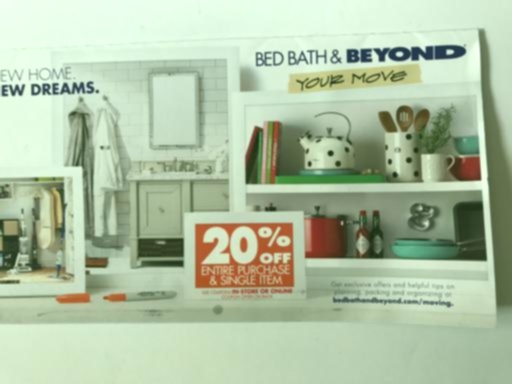 EW HOME.
EW DREAMS.
BED BATH & BEYOND
YOUR MOVE
20% OFF
ENTIRE PURCHASE
& SINGLE ITEM
IN-STORE OR ONLINE
Get exclusive offers and helpful tips on
planning, packing and organizing at
bedbathandbeyond.com/moving.